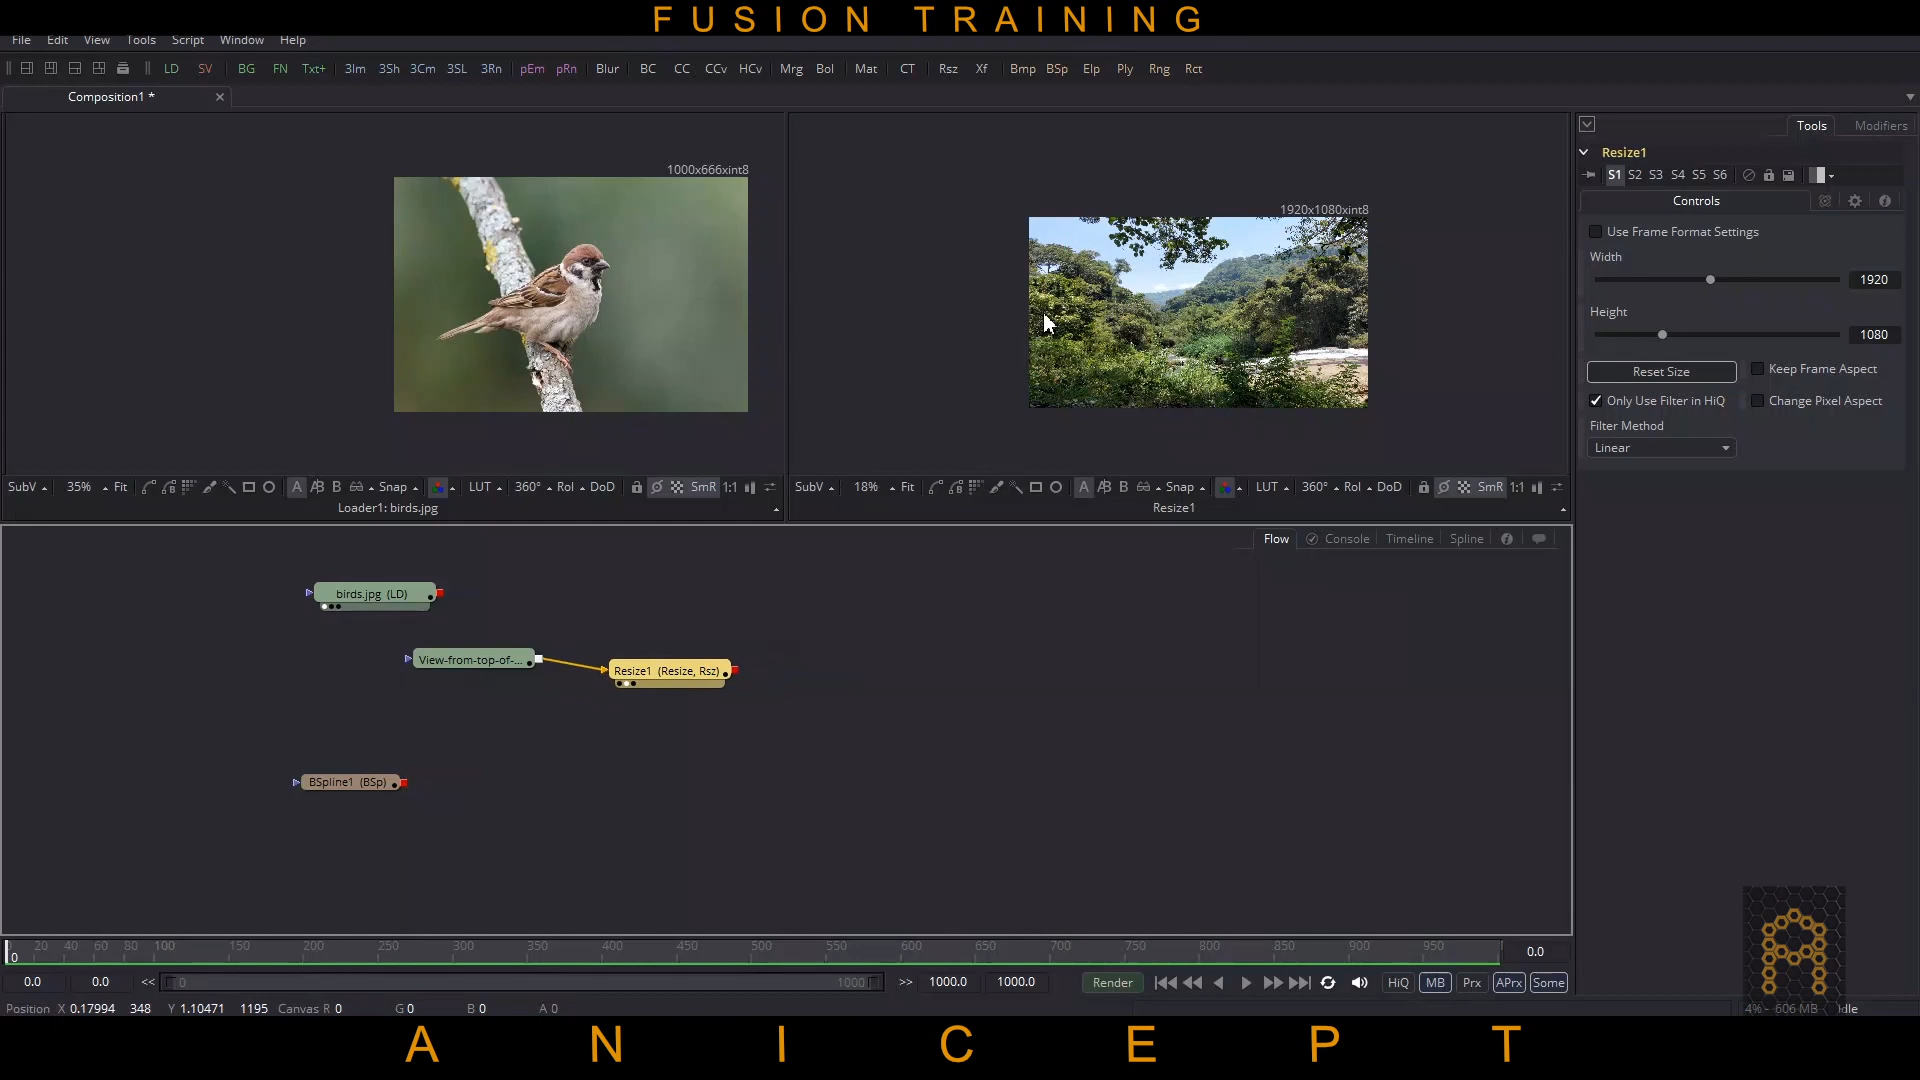 FUSION TRAINING
File Edit View Tools Script Window Help
LD SV BG FN Txt+ 3Im 3Sh 3Cm 3SL 3Rn pEm pRn Blur BC CC CCv HCv Mrg Bol Mat CT Rsz Xf Bmp BSp Elp Ply Rng Rct
Composition1 *
Tools Modifiers
Resize1
S1 S2 S3 S4 S5 S6
Controls
Use Frame Format Settings
Width
1920
Height
1080
Reset Size Keep Frame Aspect
Only Use Filter in HiQ Change Pixel Aspect
Filter Method
Linear
1000x666xint8
1920x1080xint8
SubV 35% Fit A B Snap LUT 360° RoI DoD SmR 1:1
Loader1: birds.jpg
SubV 18% Fit A B Snap LUT 360° RoI DoD SmR 1:1
Resize1
Flow Console Timeline Spline
birds.jpg (LD)
View-from-top-of-...
Resize1 (Resize, Rsz)
BSpline1 (BSp)
0 20 40 60 80 100 150 200 250 300 350 400 450 500 550 600 650 700 750 800 850 900 950
0 0.0
0.0 0.0 << 0 1000 >> 1000.0 1000.0 Render HiQ MB Prx APrx Some
Position X 0.17994 348 Y 1.10471 1195 Canvas R 0 G 0 B 0 A 0
4% - 606 MB
ANICEPT